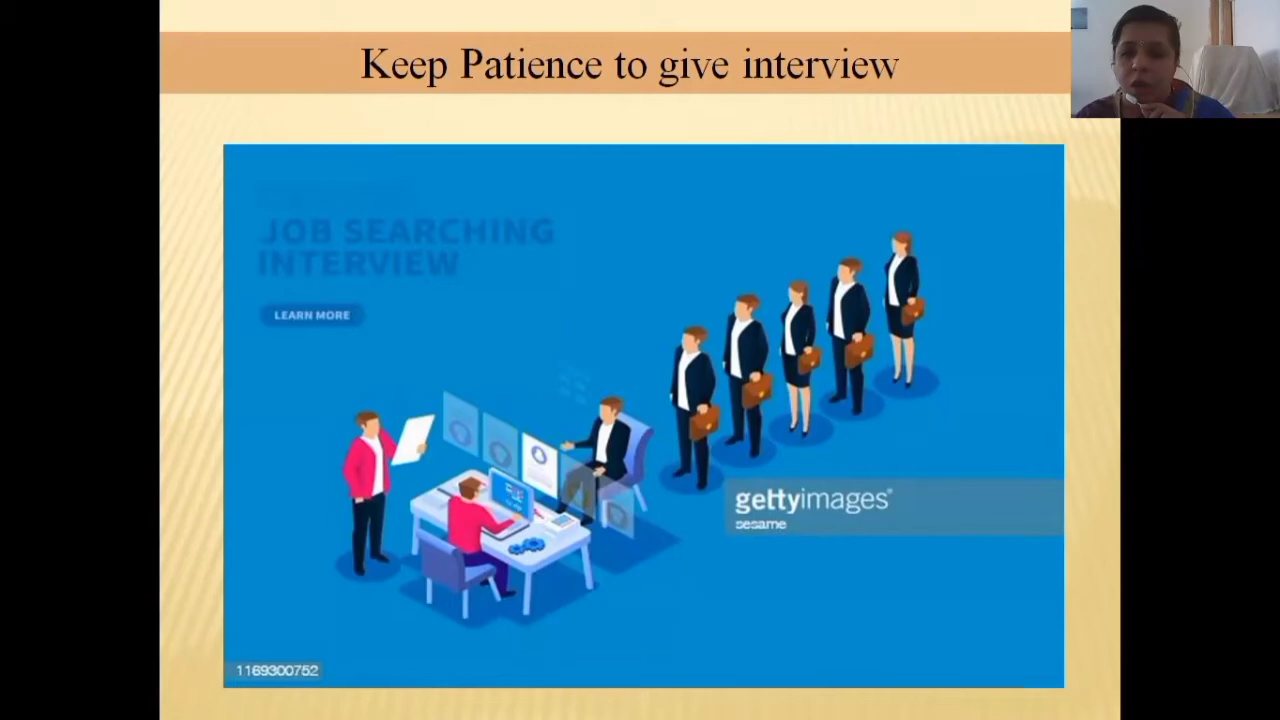 Keep Patience to give interview
JOB SEARCHING
INTERVIEW
LEARN MORE
gettyimages®
sesame
1169300752